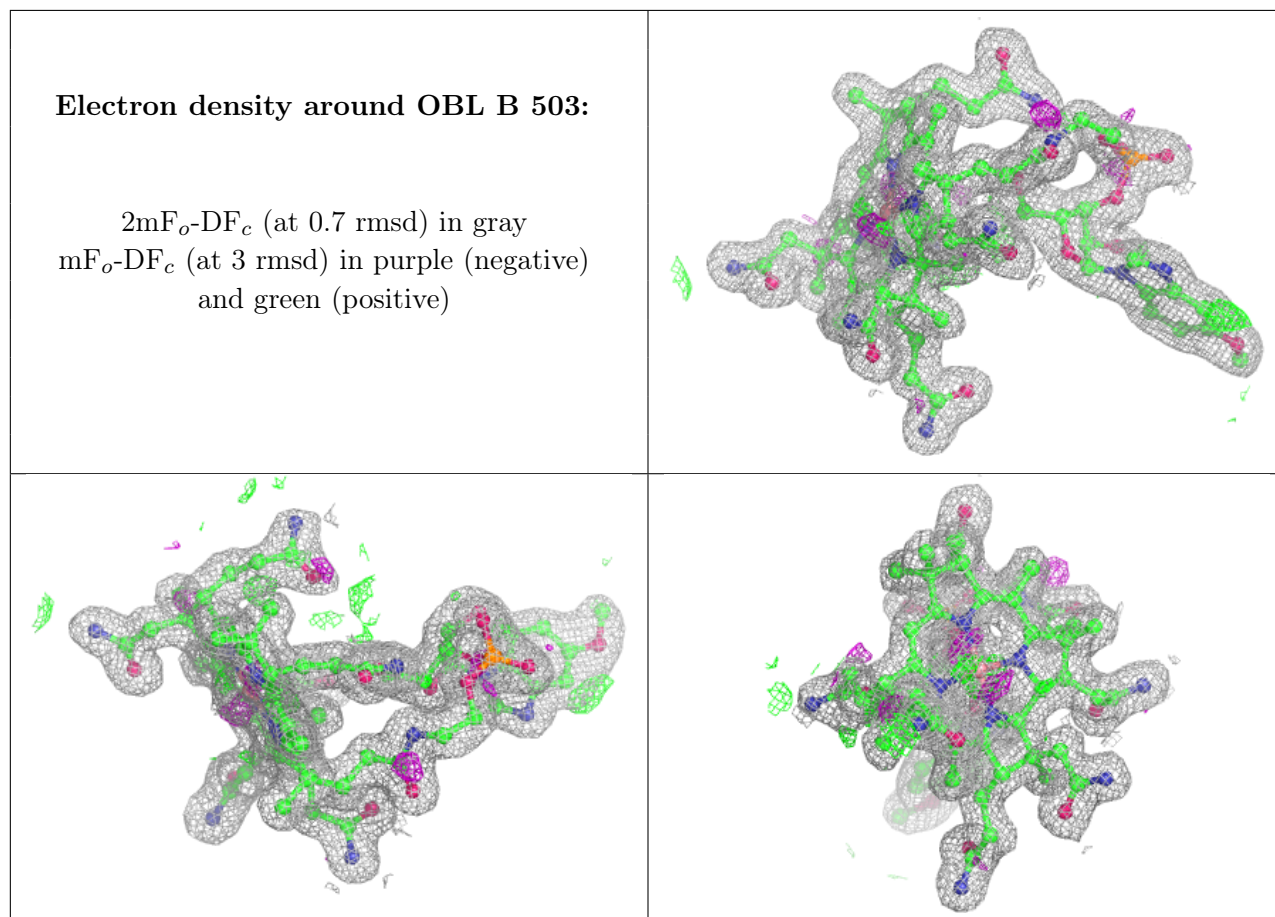 Electron density around OBL B 503:
2mFo-DFc (at 0.7 rmsd) in gray
mFo-DFc (at 3 rmsd) in purple (negative)
and green (positive)